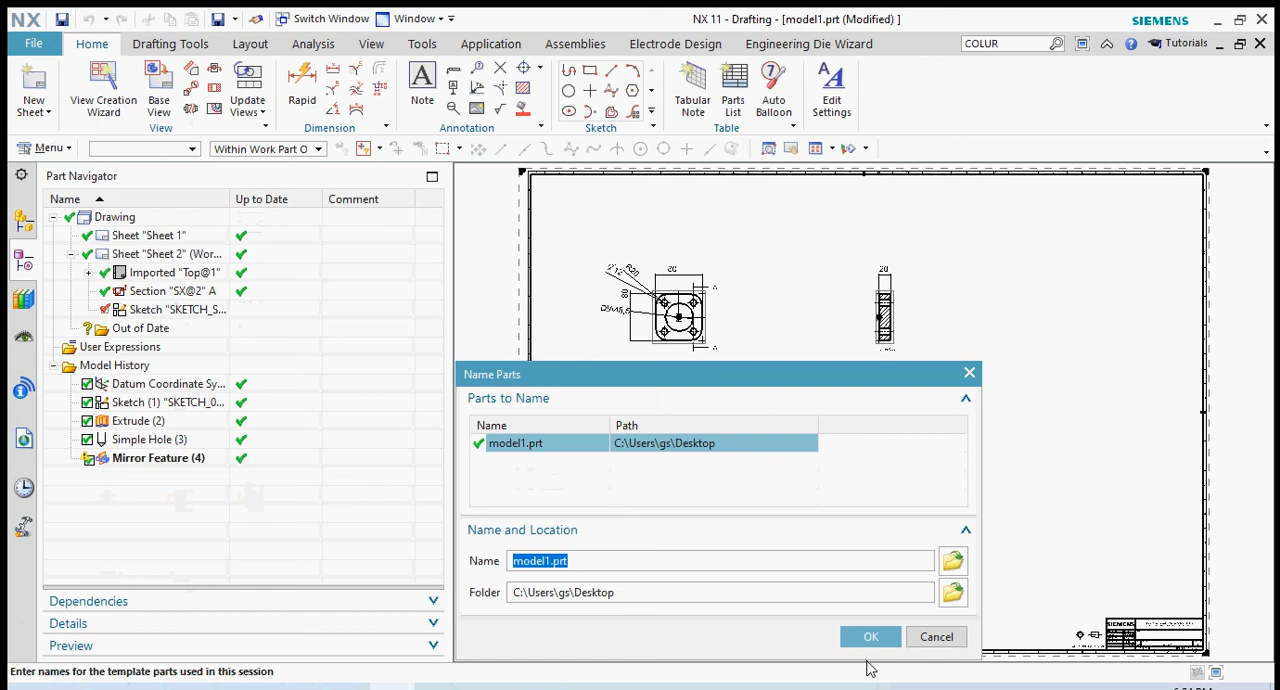 NX
Switch Window
Window
NX 11 - Drafting - [model1.prt (Modified) ]
SIEMENS
File
Home
Drafting Tools
Layout
Analysis
View
Tools
Application
Assemblies
Electrode Design
Engineering Die Wizard
COLUR
Tutorials
New
Sheet
View Creation
Wizard
Base
View
Update
Views
View
Rapid
Dimension
A
Note
Annotation
Sketch
Tabular
Note
Parts
List
Auto
Balloon
Table
Edit
Settings
Menu
Within Work Part O
Part Navigator
Name
Up to Date
Comment
Drawing
Sheet "Sheet 1"
Sheet "Sheet 2" (Wor...
Imported "Top@1"
Section "SX@2" A
Sketch "SKETCH_S...
Out of Date
User Expressions
Model History
Datum Coordinate Sy...
Sketch (1) "SKETCH_0...
Extrude (2)
Simple Hole (3)
Mirror Feature (4)
Dependencies
Details
Preview
20
R20
80
A
A
20
Name Parts
Parts to Name
Name
Path
model1.prt
C:\Users\gs\Desktop
Name and Location
Name
model1.prt
Folder
C:\Users\gs\Desktop
OK
Cancel
SIEMENS
Enter names for the template parts used in this session